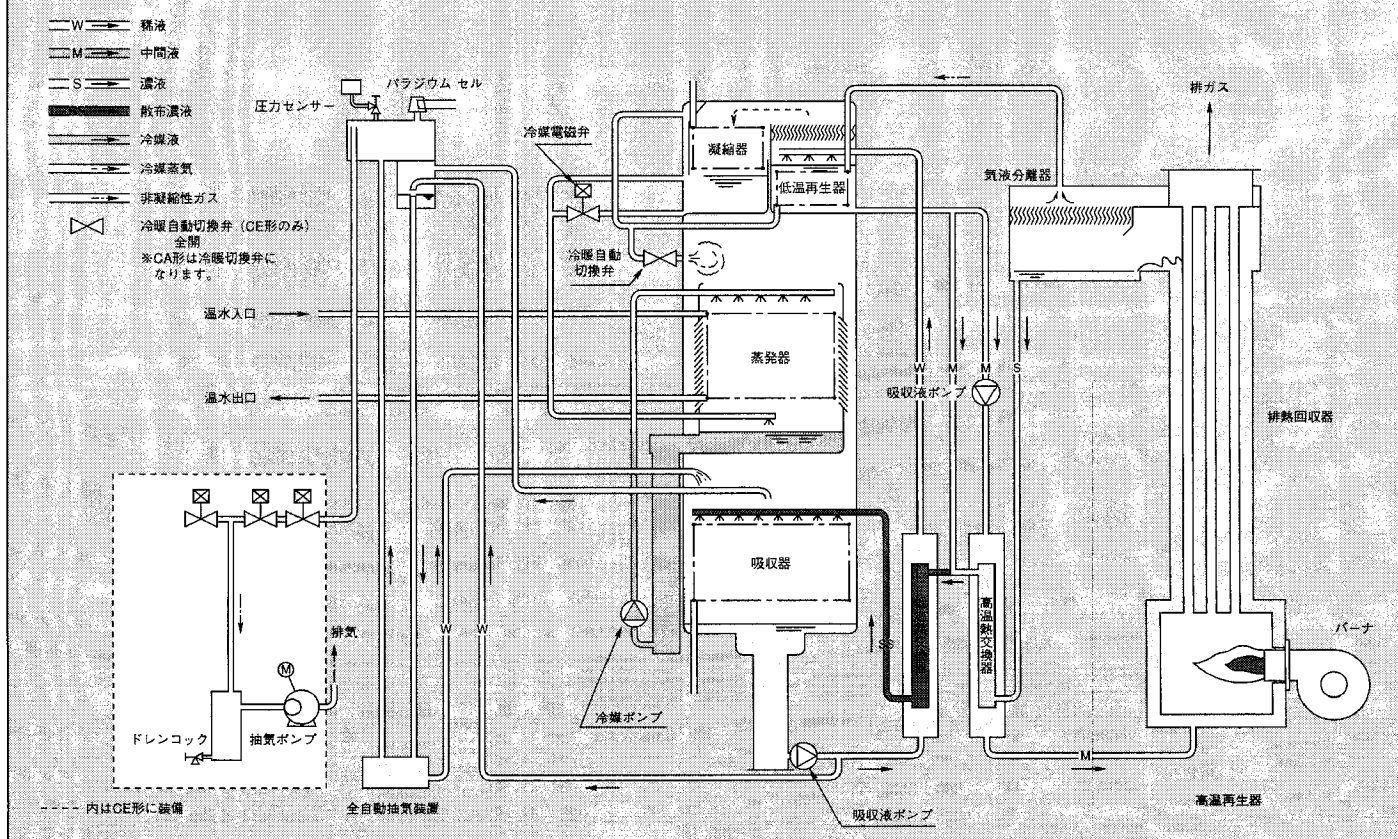 W 稀液
M 中間液
S 濃液
散布濃液
冷媒液
冷媒蒸気
非凝縮性ガス
冷暖自動切換弁（CE形のみ）
全開
※CA形は冷暖切換弁に
なります。
圧力センサー
パラジウム セル
冷媒電磁弁
凝縮器
低温再生器
冷暖自動
切換弁
気液分離器
排ガス
温水入口
温水出口
蒸発器
W
M
M
S
吸収液ポンプ
排熱回収器
吸収器
W
W
SS
高温熱交換器
バーナ
排気
M
ドレンコック
抽気ポンプ
冷媒ポンプ
M
---- 内はCE形に装備
全自動抽気装置
吸収液ポンプ
高温再生器